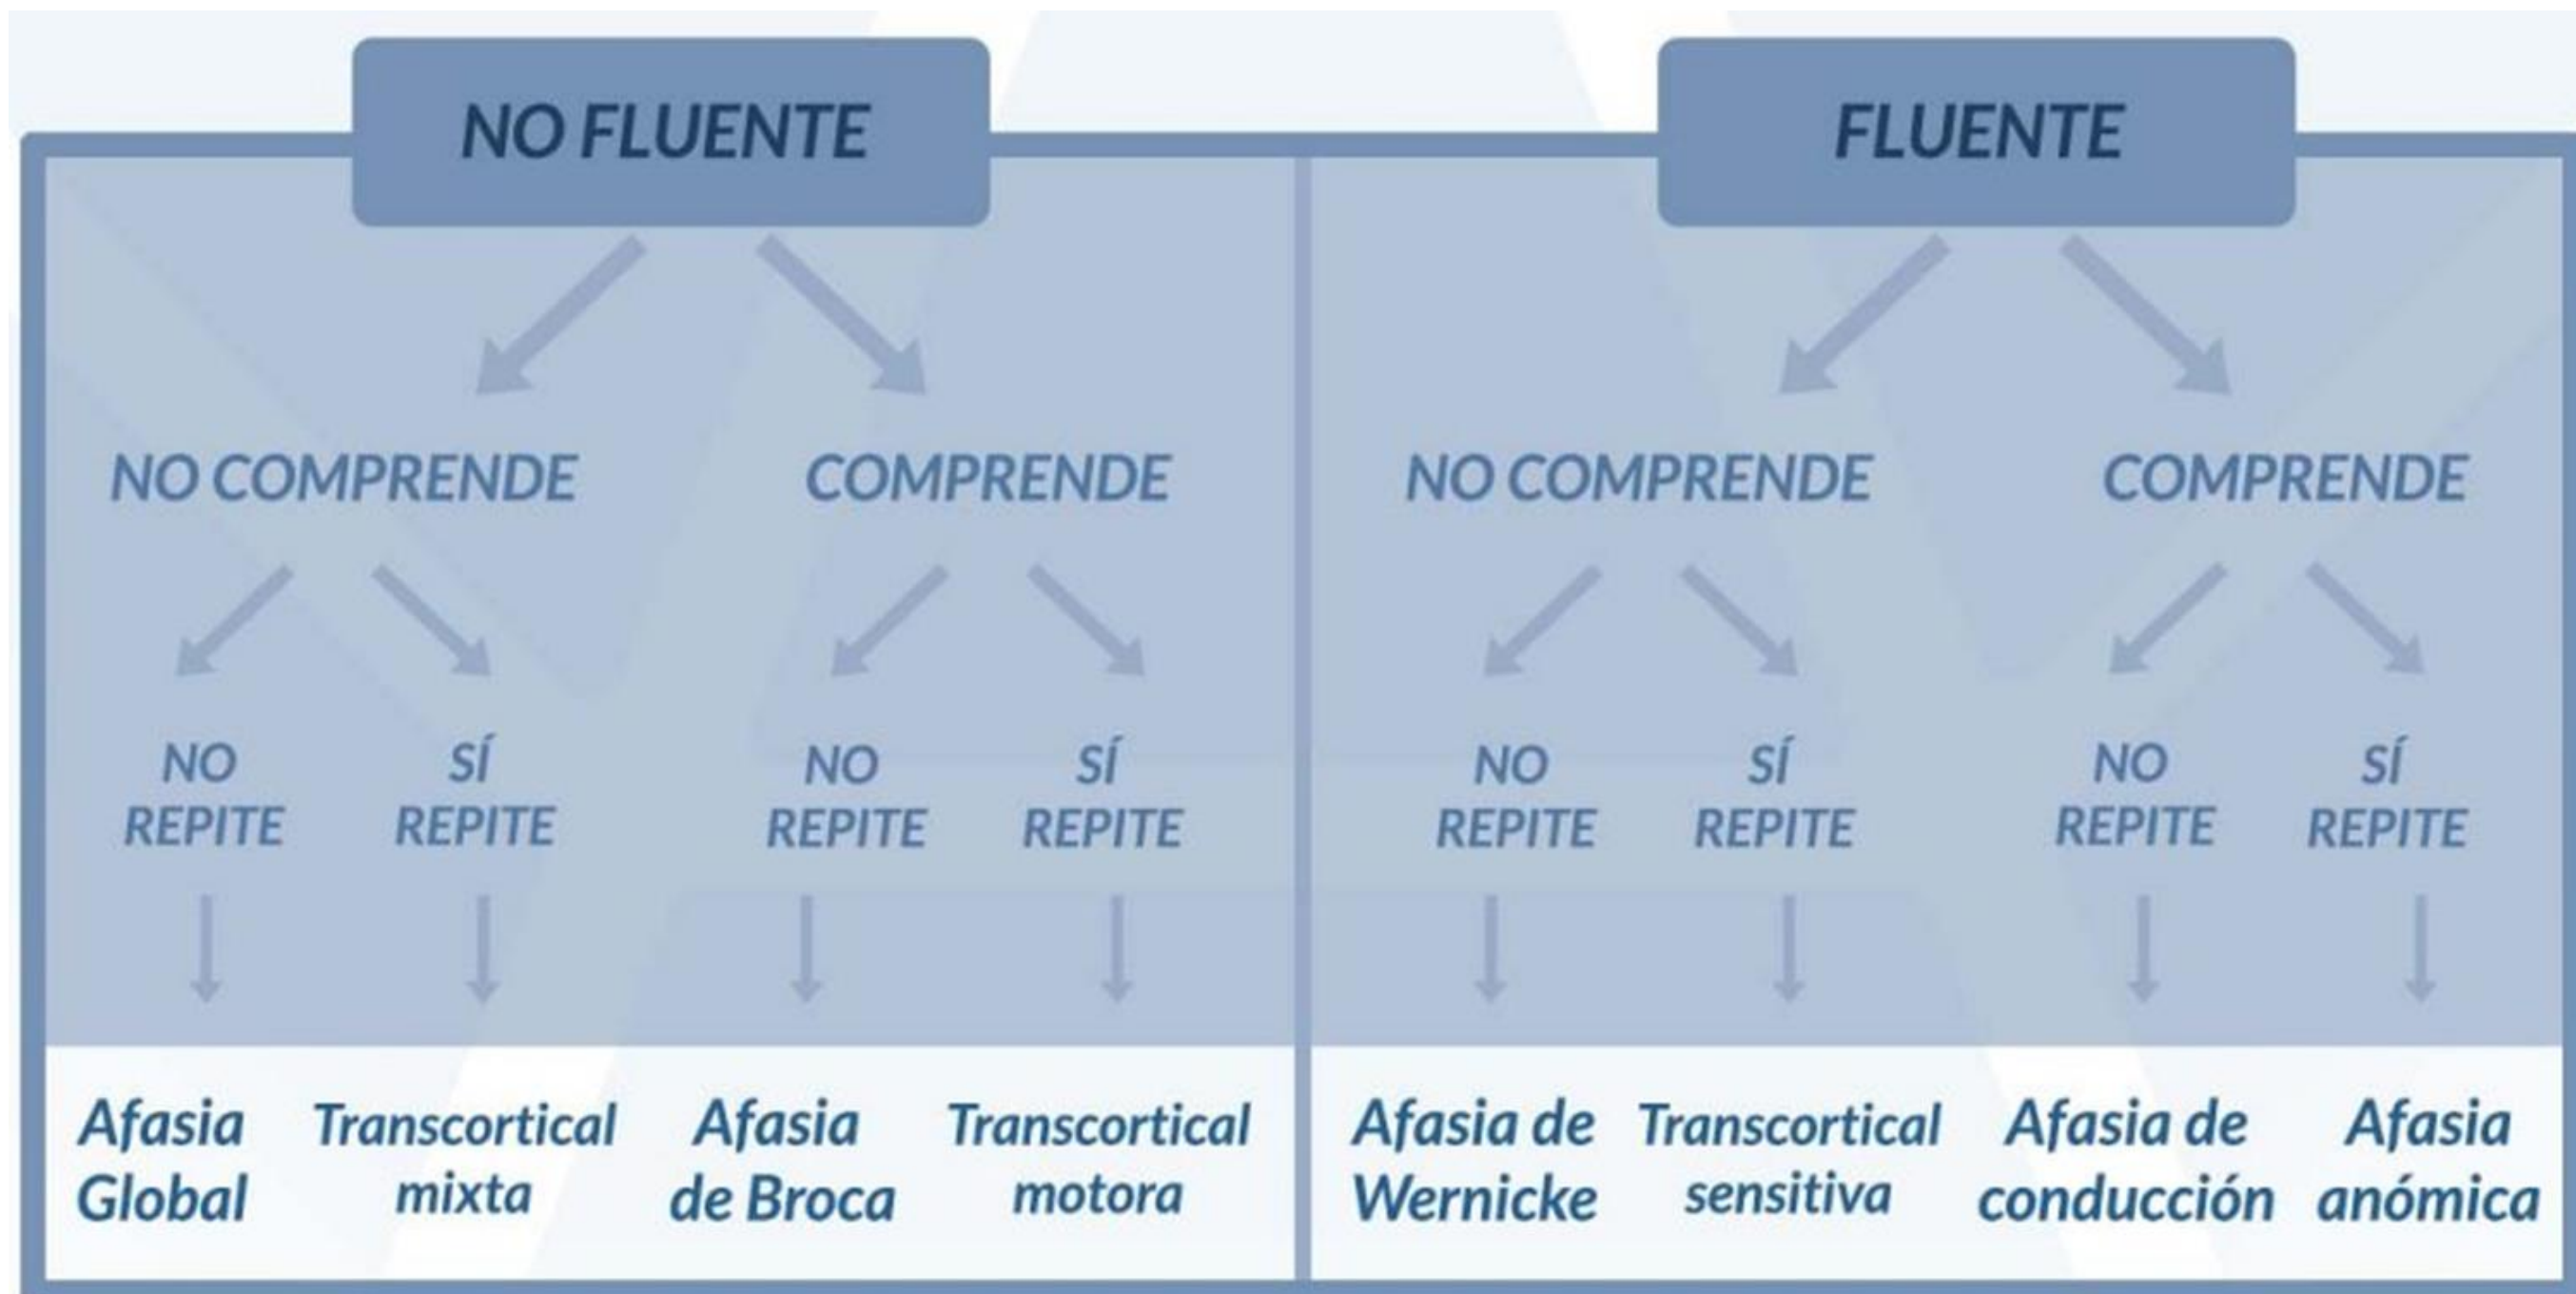 NO FLUENTE
FLUENTE
NO COMPRENDE
COMPRENDE
NO COMPRENDE
COMPRENDE
NO
REPITE
SÍ
REPITE
NO
REPITE
SÍ
REPITE
NO
REPITE
SÍ
REPITE
NO
REPITE
SÍ
REPITE
Afasia
Global
Transcortical
mixta
Afasia
de Broca
Transcortical
motora
Afasia de
Wernicke
Transcortical
sensitiva
Afasia de
conducción
Afasia
anómica